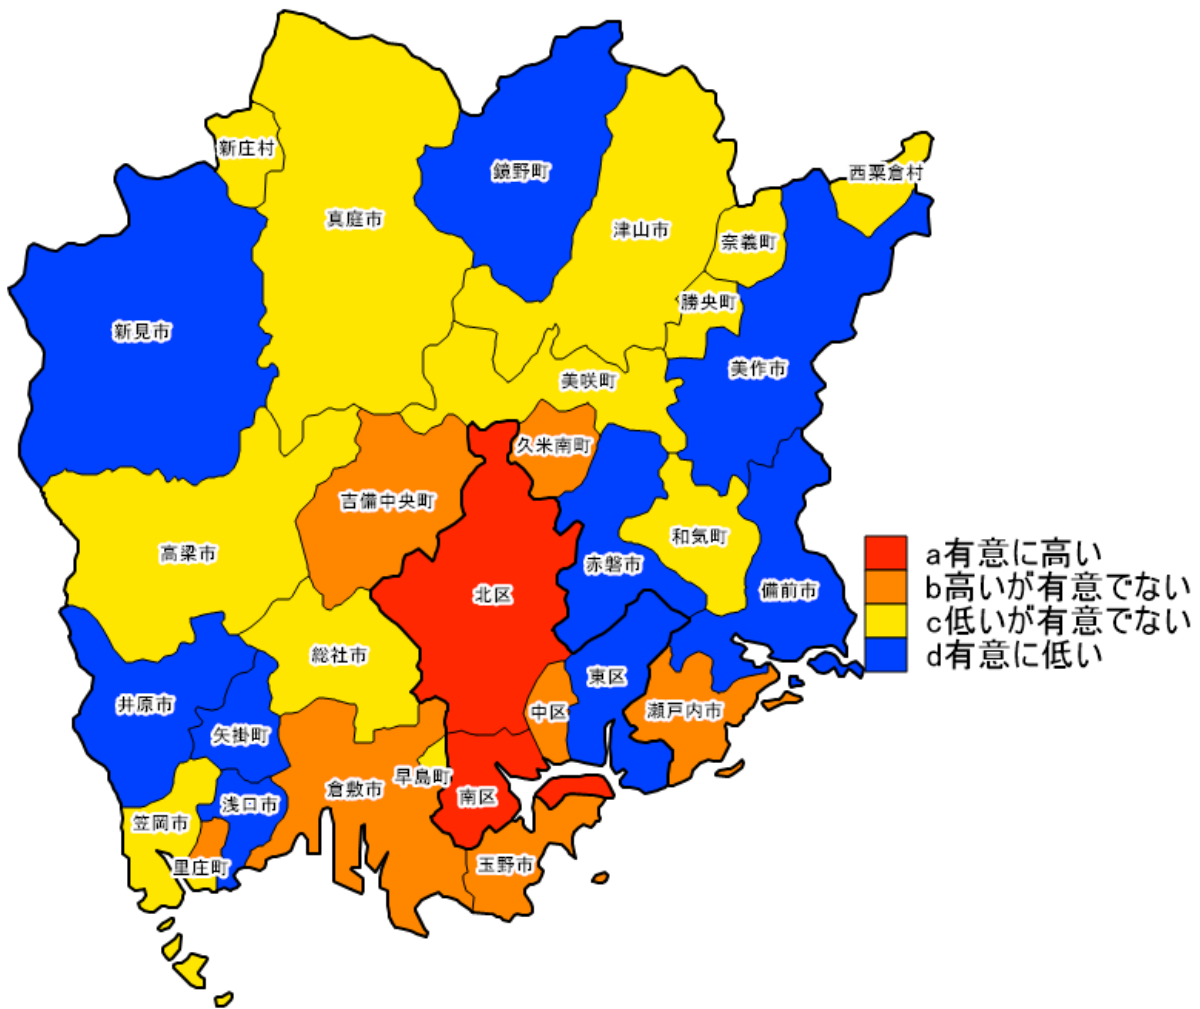 新庄村
鏡野町
西粟倉村
真庭市
津山市
奈義町
勝央町
新見市
美作市
美咲町
久米南町
吉備中央町
和気町
高梁市
赤磐市
備前市
北区
総社市
東区
井原市
中区
瀬戸内市
矢掛町
早島町
倉敷市
南区
浅口市
笠岡市
里庄町
玉野市
a有意に高い
b高いが有意でない
c低いが有意でない
d有意に低い